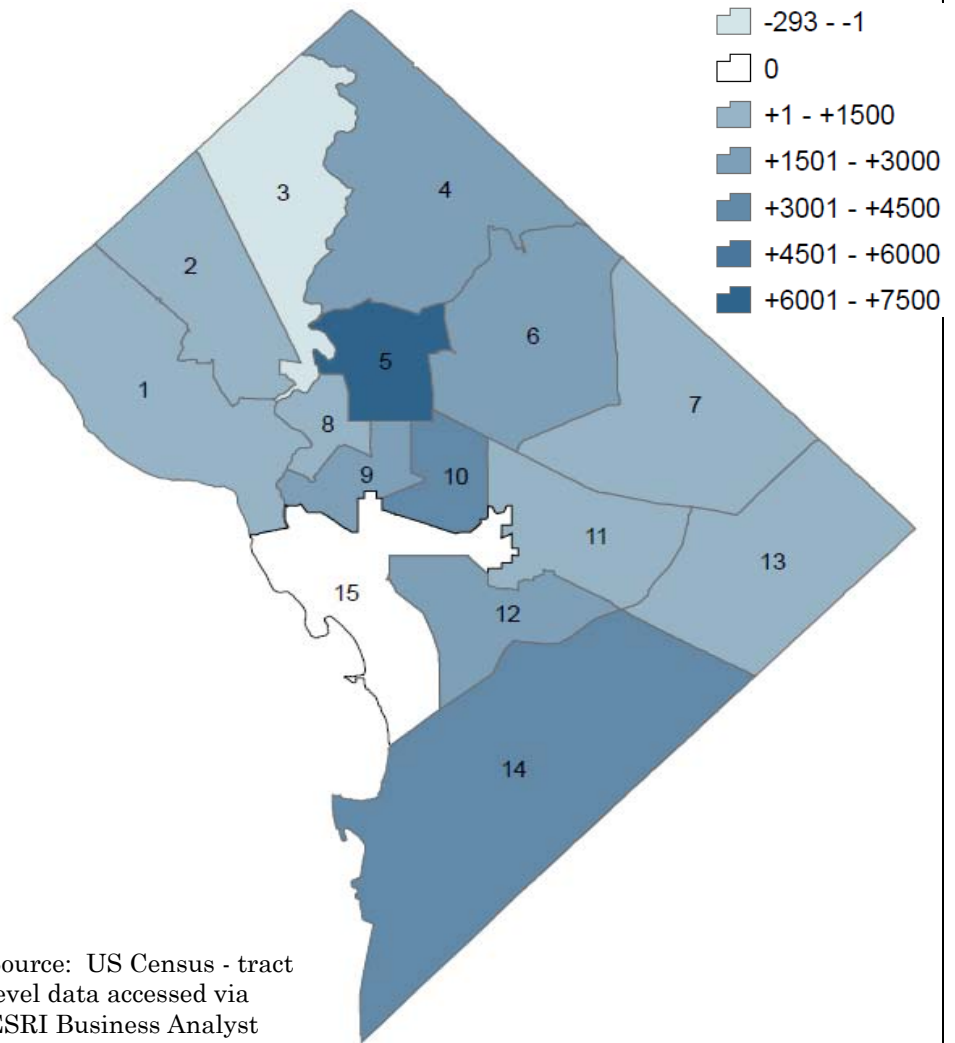 -293 - -1
0
+1 - +1500
+1501 - +3000
+3001 - +4500
+4501 - +6000
+6001 - +7500
3
4
2
6
5
1
7
8
9
10
11
13
15
12
14
ource: US Census - tract
evel data accessed via
ESRI Business Analyst